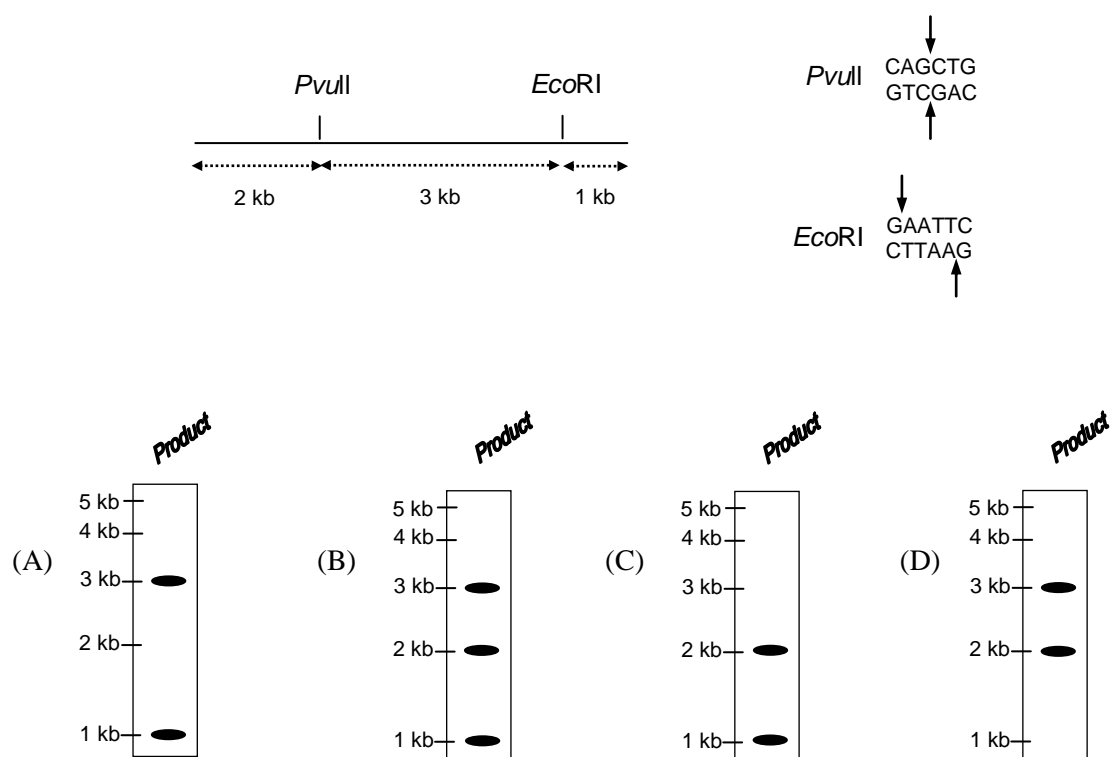 PvuII EcoRI
2 kb 3 kb 1 kb
PvuII CAGCTG
GTCGAC
EcoRI GAATTC
CTTAAG
(A)
Product
5 kb
4 kb
3 kb
2 kb
1 kb
(B)
Product
5 kb
4 kb
3 kb
2 kb
1 kb
(C)
Product
5 kb
4 kb
3 kb
2 kb
1 kb
(D)
Product
5 kb
4 kb
3 kb
2 kb
1 kb